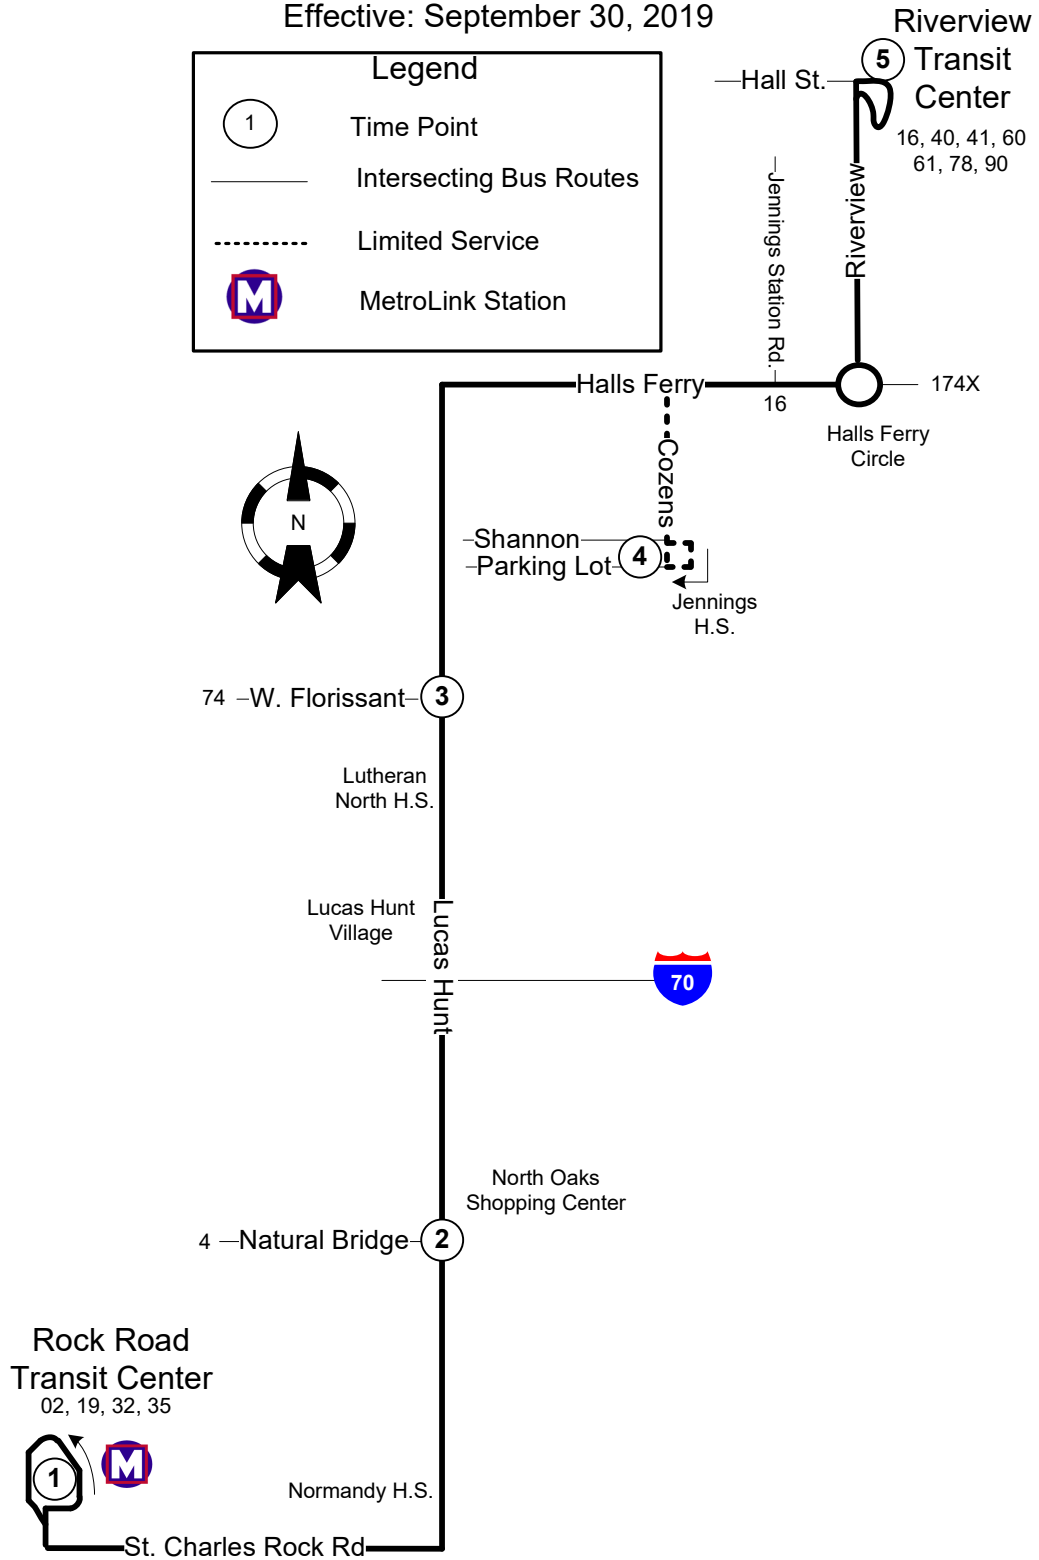 Effective: September 30, 2019
Riverview
Transit
Center
5
16, 40, 41, 60
61, 78, 90
Hall St.
Legend
1
Time Point
Intersecting Bus Routes
Limited Service
M
MetroLink Station
Jennings Station Rd.
Riverview
Halls Ferry
16
174X
Halls Ferry
Circle
Cozens
N
Shannon
Parking Lot
4
Jennings
H.S.
74
W. Florissant
3
Lutheran
North H.S.
Lucas Hunt
Village
Lucas Hunt
70
North Oaks
Shopping Center
4
Natural Bridge
2
Rock Road
Transit Center
02, 19, 32, 35
1
M
Normandy H.S.
St. Charles Rock Rd